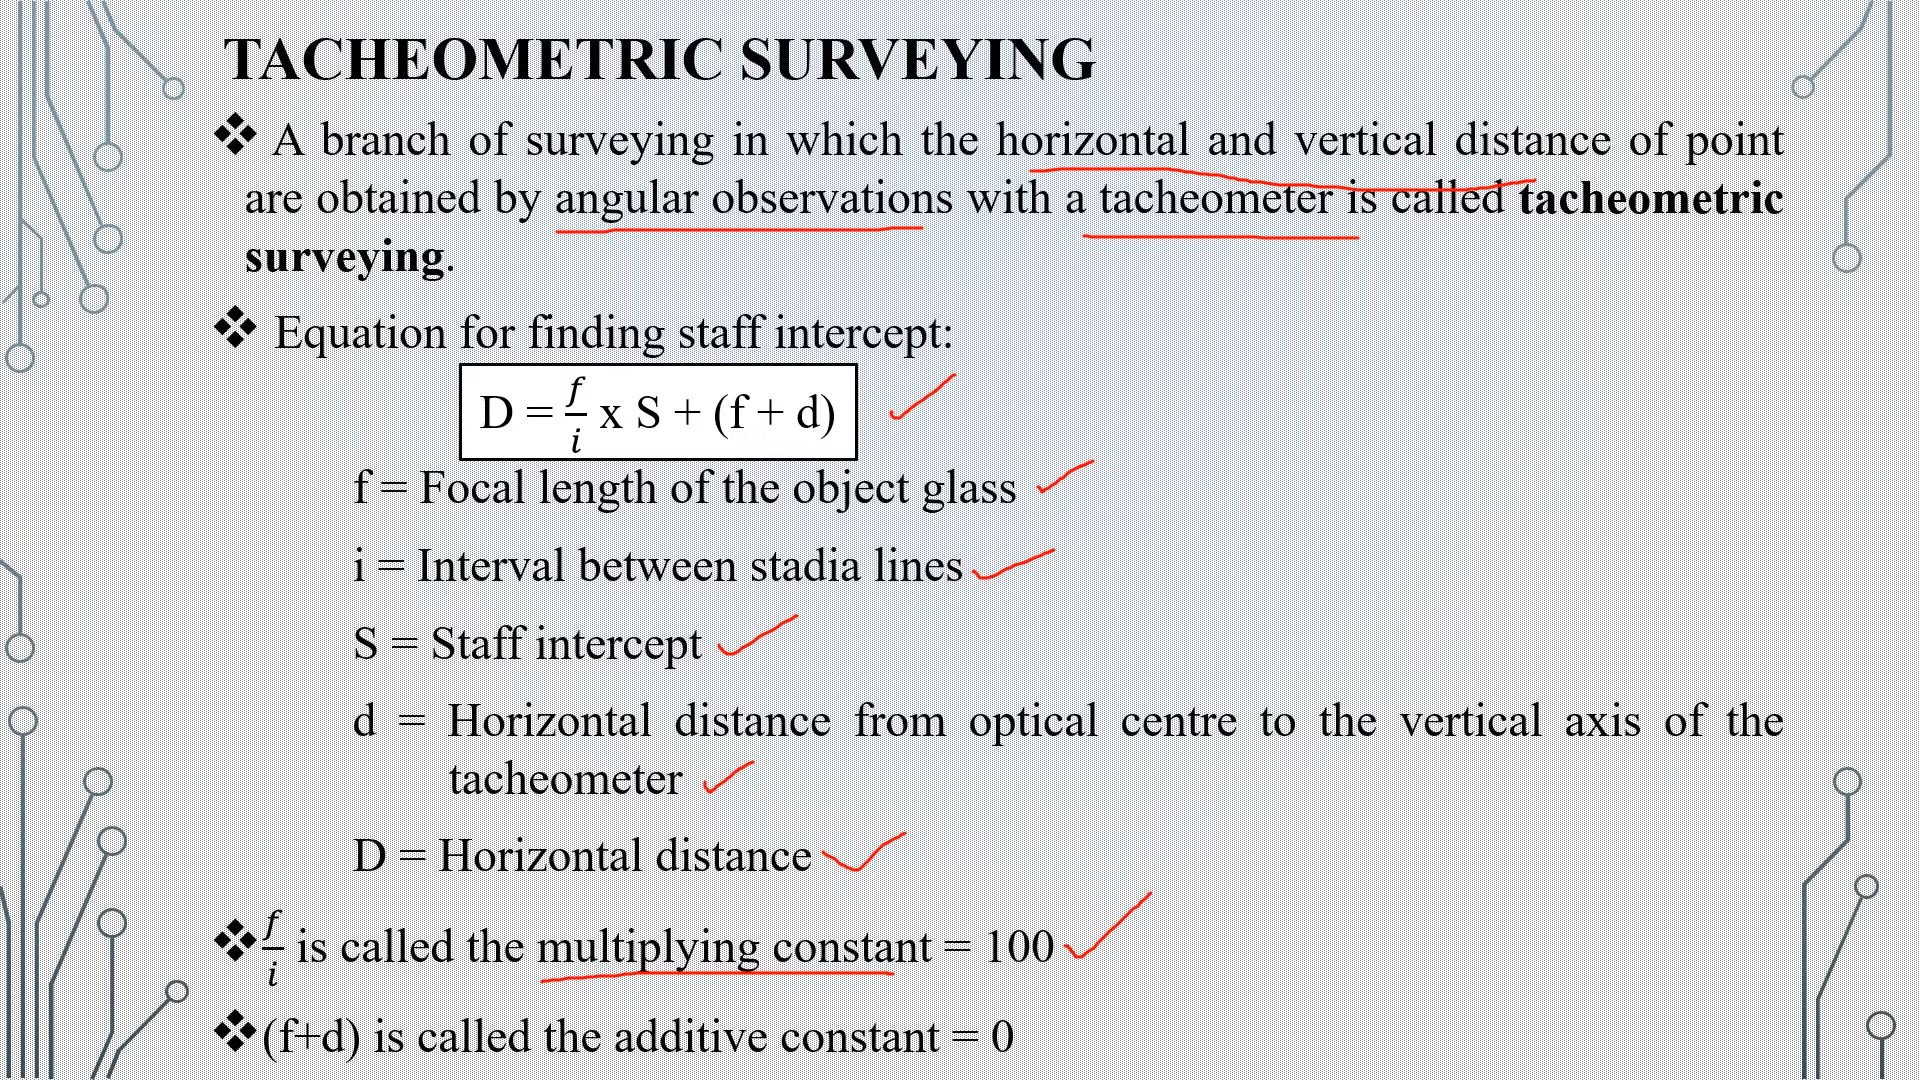 TACHEOMETRIC SURVEYING
❖ A branch of surveying in which the horizontal and vertical distance of point
are obtained by angular observations with a tacheometer is called tacheometric
surveying.
❖ Equation for finding staff intercept:
D = f/i x S + (f + d)
f = Focal length of the object glass
i = Interval between stadia lines
S = Staff intercept
d = Horizontal distance from optical centre to the vertical axis of the
tacheometer
D = Horizontal distance
❖ f/i is called the multiplying constant = 100
❖(f+d) is called the additive constant = 0